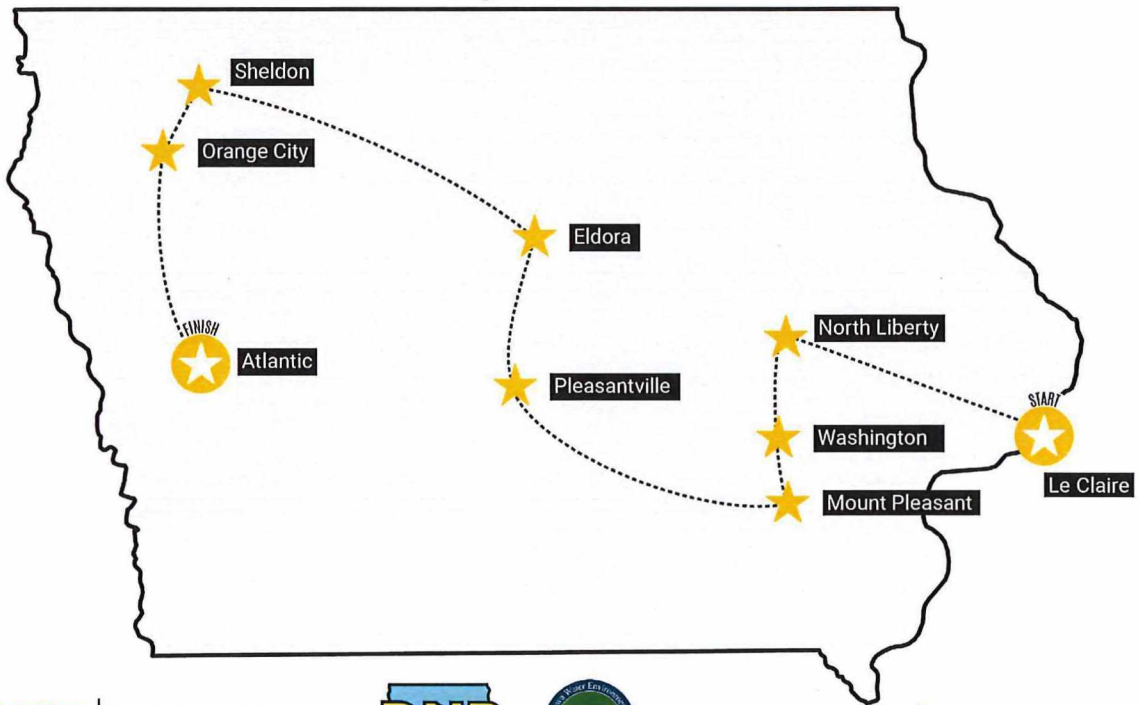 Sheldon
Orange City
Eldora
North Liberty
FINISH
Atlantic
Pleasantville
START
Washington
Le Claire
Mount Pleasant